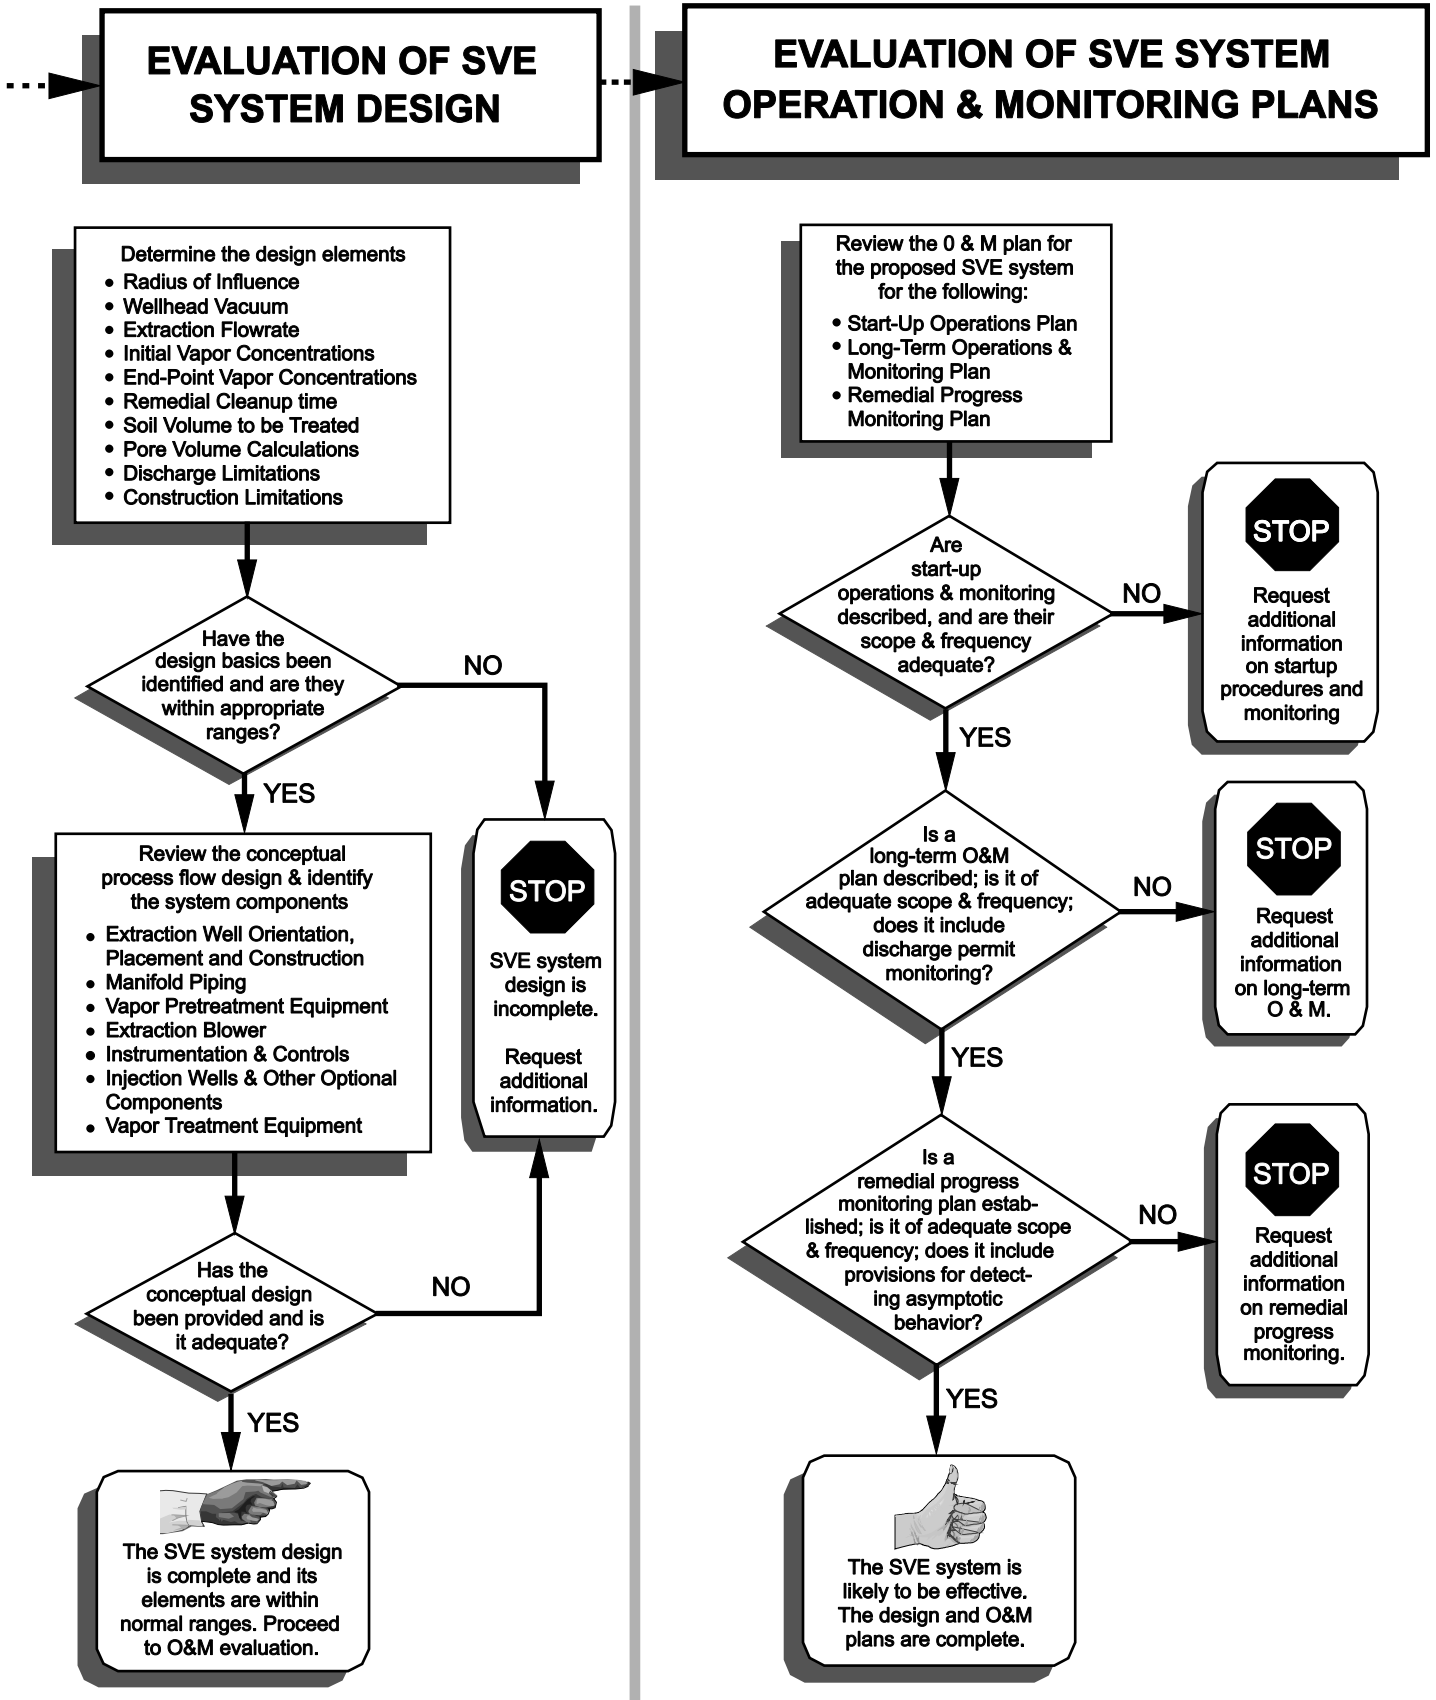 EVALUATION OF SVE
SYSTEM DESIGN
Determine the design elements
• Radius of Influence
• Wellhead Vacuum
• Extraction Flowrate
• Initial Vapor Concentrations
• End-Point Vapor Concentrations
• Remedial Cleanup time
• Soil Volume to be Treated
• Pore Volume Calculations
• Discharge Limitations
• Construction Limitations
Have the
design basics been
identified and are they
within appropriate
ranges?
NO
YES
STOP
SVE system
design is
incomplete.
Request
additional
information.
Review the conceptual
process flow design & identify
the system components
• Extraction Well Orientation,
Placement and Construction
• Manifold Piping
• Vapor Pretreatment Equipment
• Extraction Blower
• Instrumentation & Controls
• Injection Wells & Other Optional
Components
• Vapor Treatment Equipment
Has the
conceptual design
been provided and is
it adequate?
NO
YES
The SVE system design
is complete and its
elements are within
normal ranges. Proceed
to O&M evaluation.
EVALUATION OF SVE SYSTEM
OPERATION & MONITORING PLANS
Review the 0 & M plan for
the proposed SVE system
for the following:
• Start-Up Operations Plan
• Long-Term Operations &
Monitoring Plan
• Remedial Progress
Monitoring Plan
Are
start-up
operations & monitoring
described, and are their
scope & frequency
adequate?
NO
STOP
Request
additional
information
on startup
procedures and
monitoring
YES
Is a
long-term O&M
plan described; is it of
adequate scope & frequency;
does it include
discharge permit
monitoring?
NO
STOP
Request
additional
information
on long-term
O & M.
YES
Is a
remedial progress
monitoring plan estab-
lished; is it of adequate scope
& frequency; does it include
provisions for detect-
ing asymptotic
behavior?
NO
STOP
Request
additional
information
on remedial
progress
monitoring.
YES
The SVE system is
likely to be effective.
The design and O&M
plans are complete.